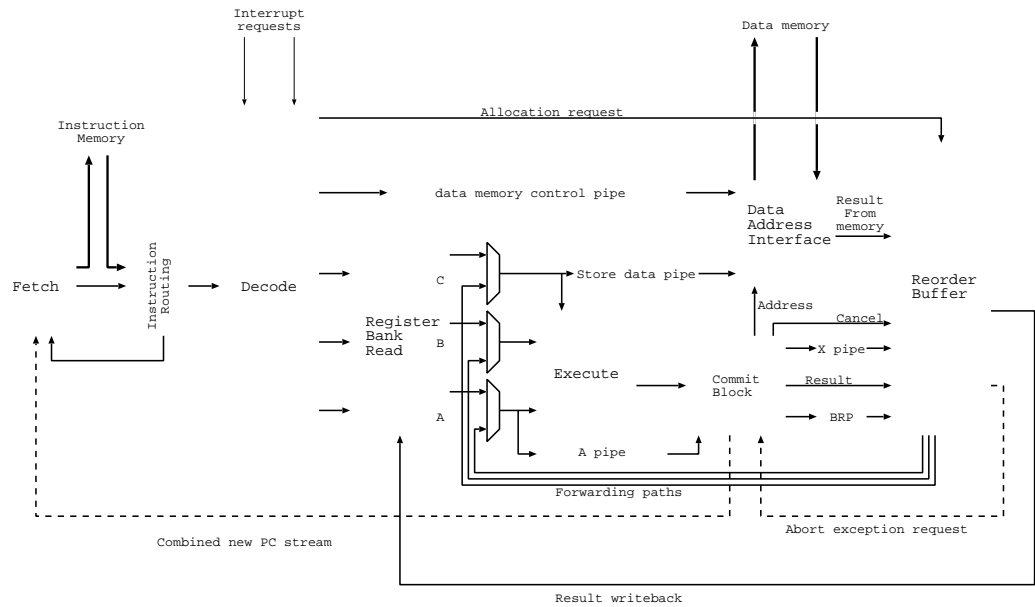 Interrupt
requests
Data memory
Allocation request
Instruction
Memory
data memory control pipe
Data
Address
Interface
Result
From
memory
Fetch
Instruction
Routing
Decode
C
Store data pipe
Reorder
Buffer
Address
Register
Bank
Read
B
Cancel
X pipe
Execute
Commit
Block
Result
A
BRP
A pipe
Forwarding paths
Abort exception request
Combined new PC stream
Result writeback